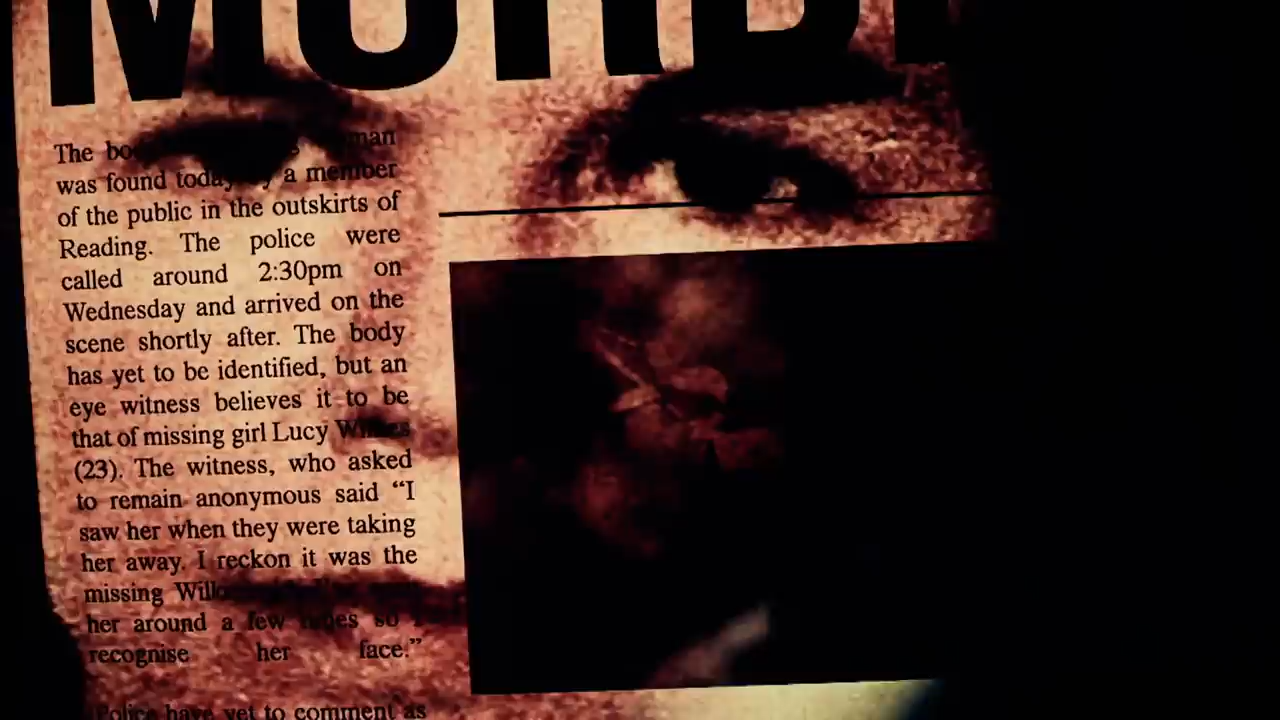 The man
was found today by a member
of the public in the outskirts of
Reading. The police were
called around 2:30pm on
Wednesday and arrived on the
scene shortly after. The body
has yet to be identified, but an
eye witness believes it to be
that of missing girl Lucy
(23). The witness, who asked
to remain anonymous said “I
saw her when they were taking
her away. I reckon it was the
missing
her around a few times so I
recognise her face.”
Police have yet to comment as